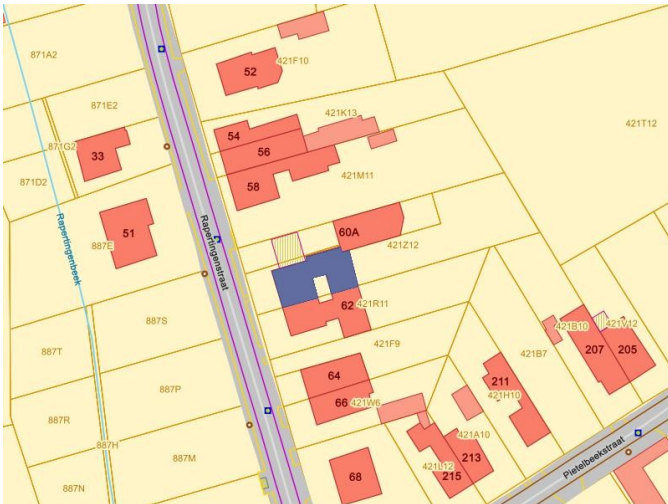 871A2
52
421F10
871E2
421K13
421T12
54
871G2
33
56
871D2
58
421M11
51
Rapertingenstraat
60A
Rapertingenbeek
887E
421Z12
62
421R11
887S
421B10
421V12
887T
421F9
207
205
421B7
64
211
887P
66
421W6
421H10
887R
421A10
887H
Pietelbeekstraat
887M
213
421L12
68
215
887N